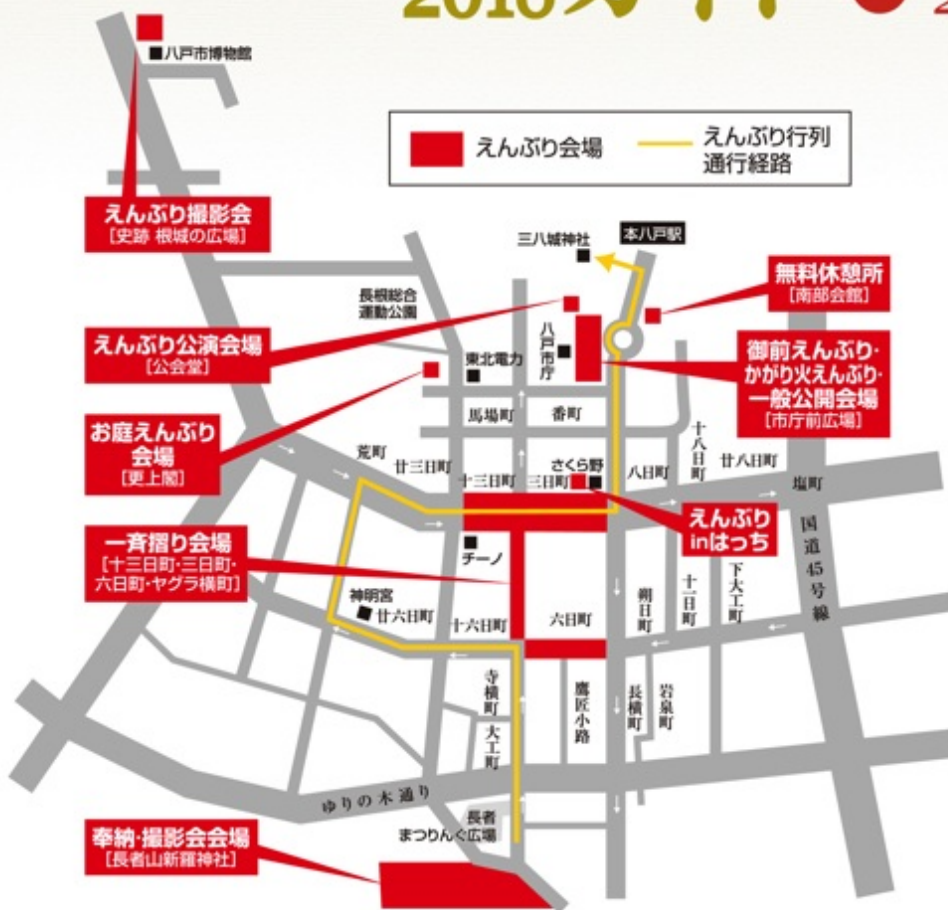 2016
八戸市博物館
えんぶり会場
えんぶり行列
通行経路
えんぶり撮影会
[史跡 根城の広場]
三八城神社
本八戸駅
無料休憩所
[南部会館]
長根総合
運動公園
えんぶり公演会場
[公会堂]
八戸市庁
東北電力
御前えんぶり・
かがり火えんぶり・
一般公開会場
[市庁前広場]
お庭えんぶり
会場
[更上閣]
馬場町
番町
荒町
廿三日町
十三日町
三日町
さくら野
八日町
十八日町
廿八日町
塩町
えんぶり
inはっち
国道45号線
一斉摺り会場
[十三日町・三日町・
六日町・ヤグラ横町]
チーノ
神明宮
廿六日町
十六日町
六日町
朔日町
十一日町
下大工町
寺横町
大工町
鷹匠小路
長横町
岩泉町
ゆりの木通り
長者
まつりんぐ広場
奉納・撮影会会場
[長者山新羅神社]